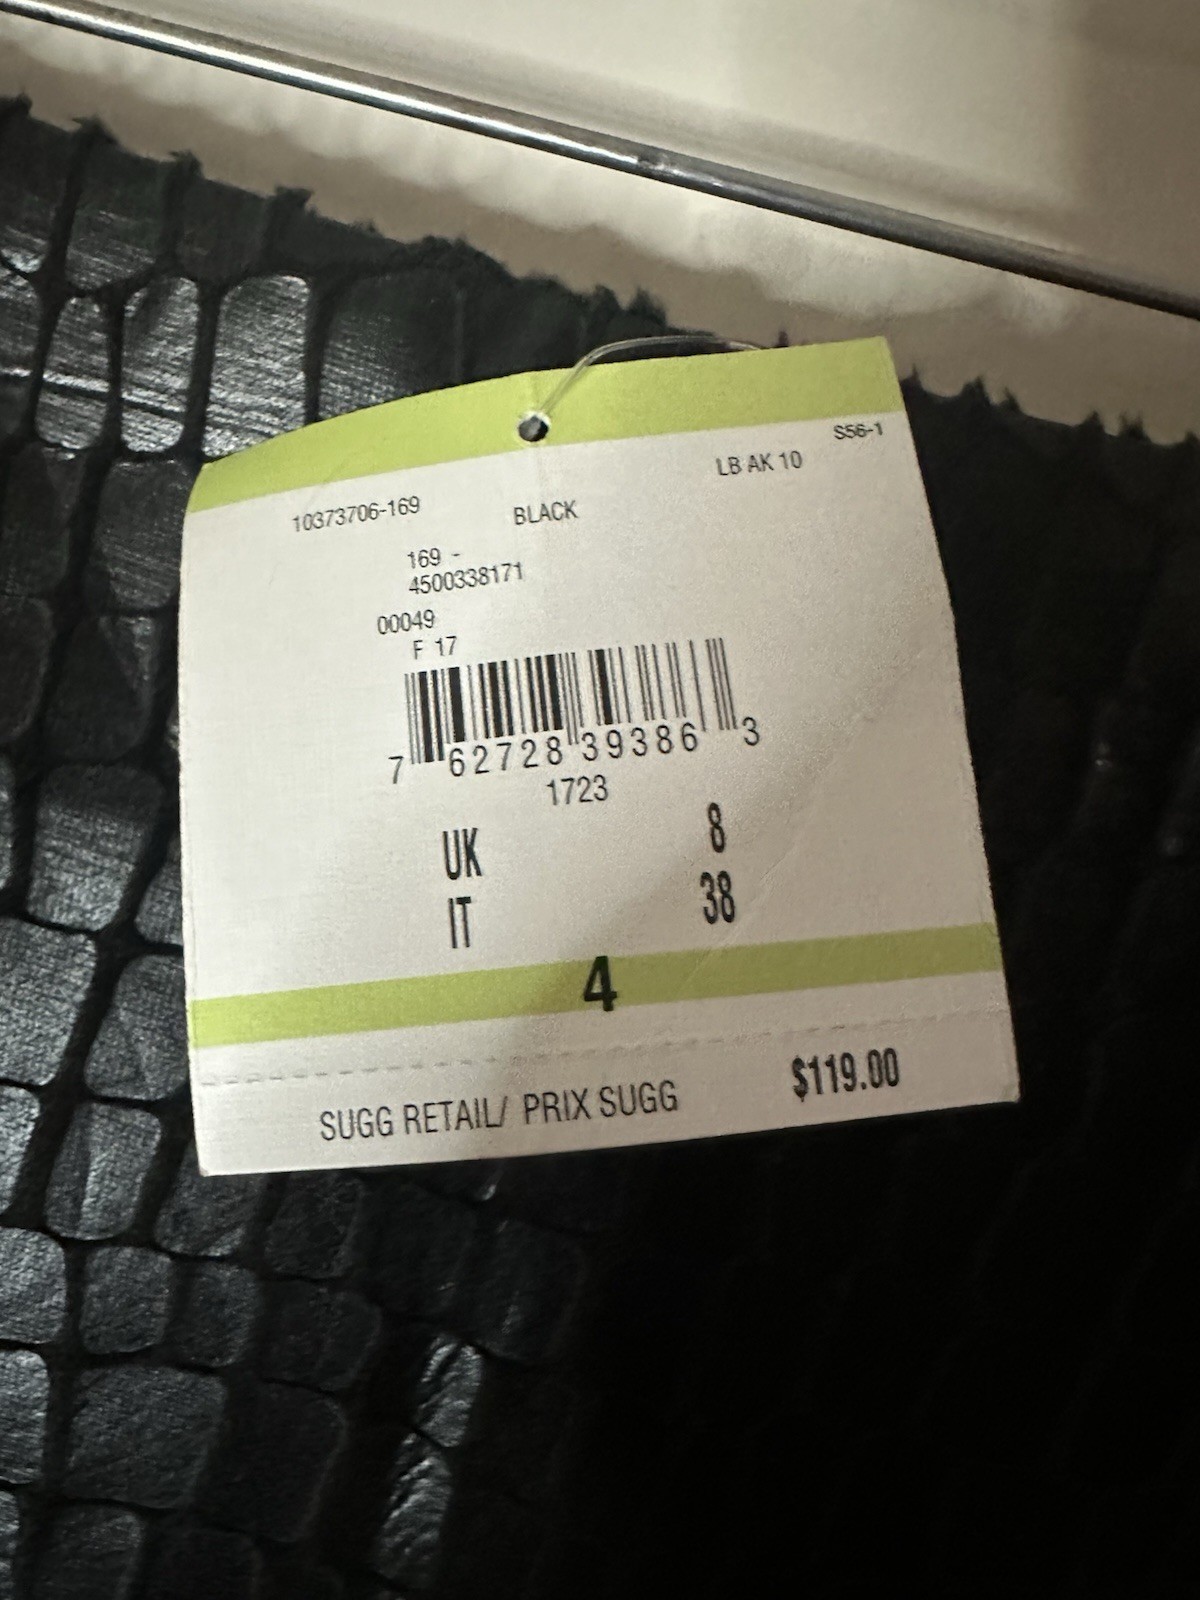 S56-1
LB AK 10
10373706-169 BLACK
169 -
4500338171
00049
F 17
7 62728 39386 3
1723
UK 8
IT 38
4
SUGG RETAIL/ PRIX SUGG $119.00